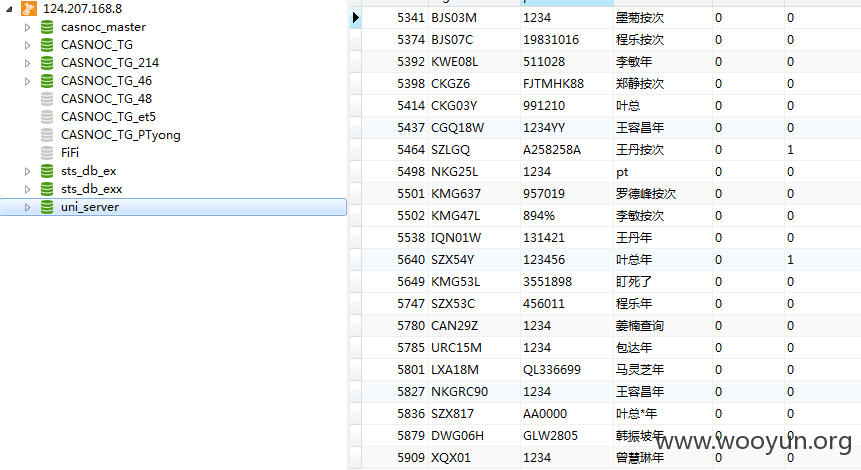 124.207.168.8
casnoc_master
CASNOC_TG
CASNOC_TG_214
CASNOC_TG_46
CASNOC_TG_48
CASNOC_TG_et5
CASNOC_TG_PTyong
FiFi
sts_db_ex
sts_db_exx
uni_server
5341 BJS03M 1234 墨菊按次 0 0
5374 BJS07C 19831016 程乐按次 0 0
5392 KWE08L 511028 李敏年 0 0
5398 CKGZ6 FJTMHK88 郑静按次 0 0
5414 CKG03Y 991210 叶总 0 0
5437 CGQ18W 1234YY 王容昌年 0 0
5464 SZLGQ A258258A 王丹按次 0 1
5498 NKG25L 1234 pt 0 0
5501 KMG637 957019 罗德峰按次 0 0
5502 KMG47L 894% 李敏按次 0 0
5538 IQN01W 131421 王丹年 0 0
5640 SZX54Y 123456 叶总年 0 1
5649 KMG53L 3551898 盯死了 0 0
5747 SZX53C 456011 程乐年 0 0
5780 CAN29Z 1234 姜楠查询 0 0
5785 URC15M 1234 包达年 0 0
5801 LXA18M QL336699 马灵芝年 0 0
5827 NKGRC90 1234 王容昌年 0 0
5836 SZX817 AA0000 叶总*年 0 0
5879 DWG06H GLW2805 韩振坡年 0 0
5909 XQX01 1234 曾慧琳年 0 0
www.wooyun.org